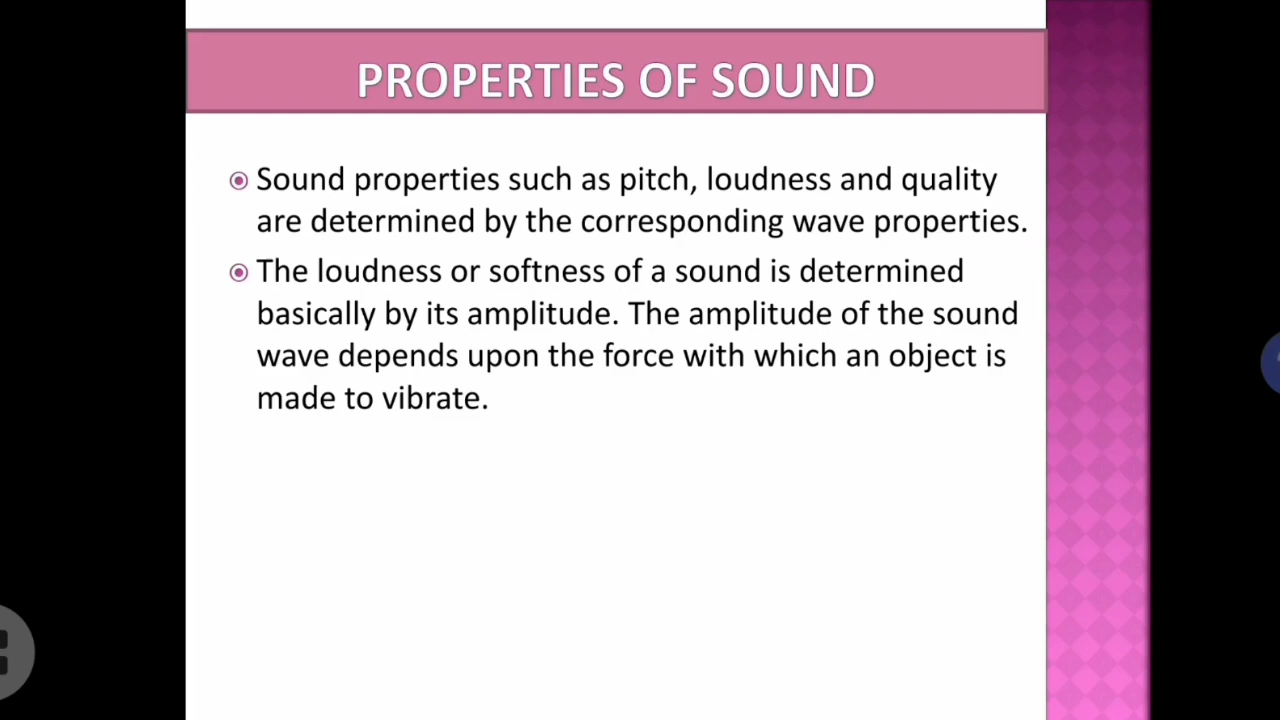 PROPERTIES OF SOUND
Sound properties such as pitch, loudness and quality
are determined by the corresponding wave properties.
The loudness or softness of a sound is determined
basically by its amplitude. The amplitude of the sound
wave depends upon the force with which an object is
made to vibrate.